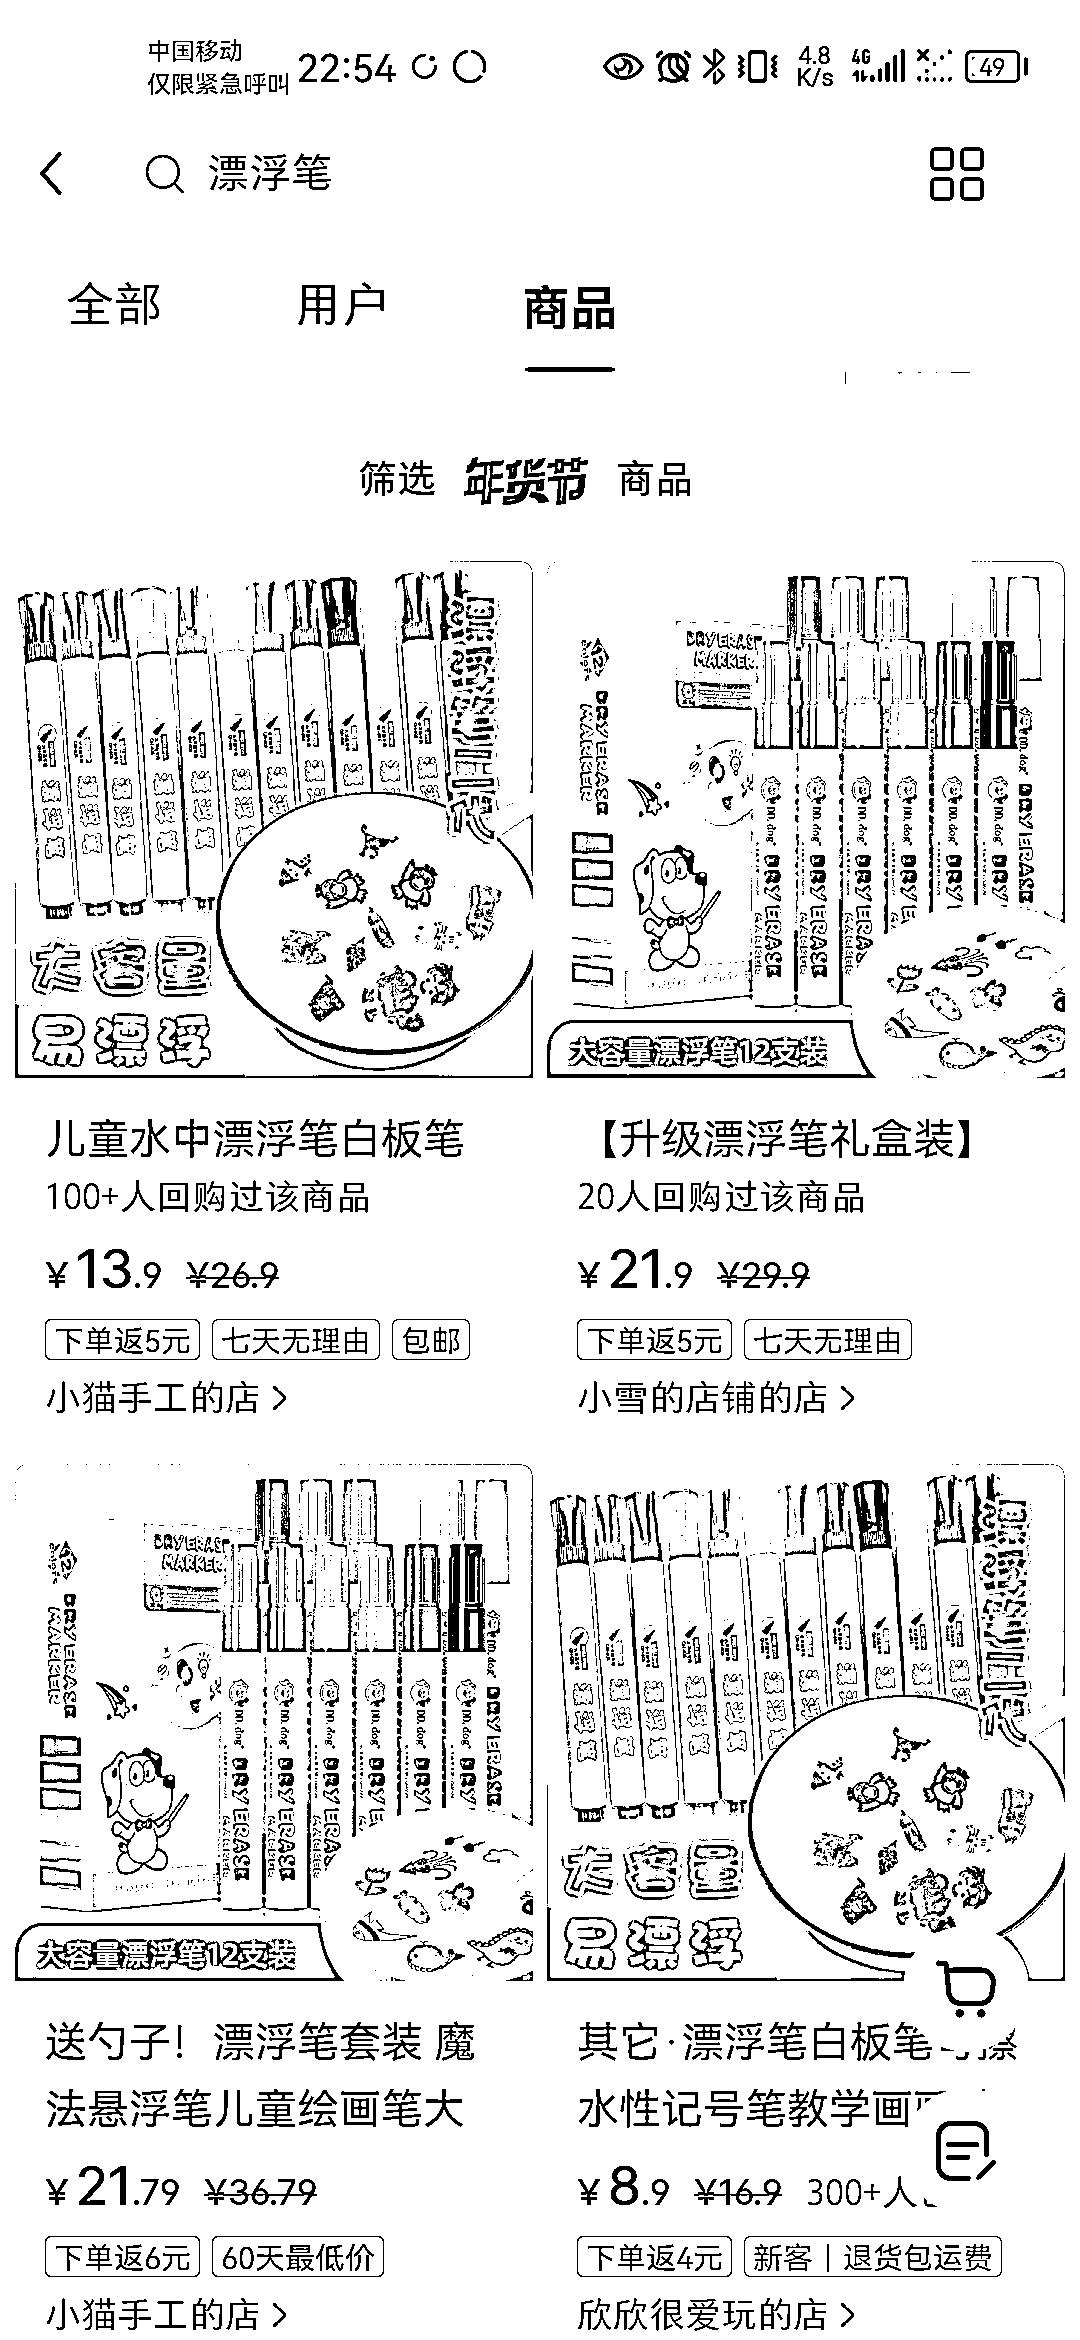 中国移动
仅限紧急呼叫 22:54 4.8 K/s 4G 49
漂浮笔
全部 用户 商品
筛选 年货节 商品
DRY ERASE
MARKER
DRY ERASE
MARKER
大容量
易漂浮
大容量漂浮笔12支装
儿童水中漂浮笔白板笔
100+人回购过该商品
¥13.9 ¥26.9
下单返5元 七天无理由 包邮
小猫手工的店
【升级漂浮笔礼盒装】
20人回购过该商品
¥21.9 ¥29.9
下单返5元 七天无理由
小雪的店铺的店
DRY ERASE
MARKER
大容量漂浮笔12支装
大容量
易漂浮
送勺子！漂浮笔套装 魔
法悬浮笔儿童绘画笔大
¥21.79 ¥36.79
下单返6元 60天最低价
小猫手工的店
其它·漂浮笔白板笔
水性记号笔教学画
¥8.9 ¥16.9 300+人
下单返4元 新客｜退货包运费
欣欣很爱玩的店